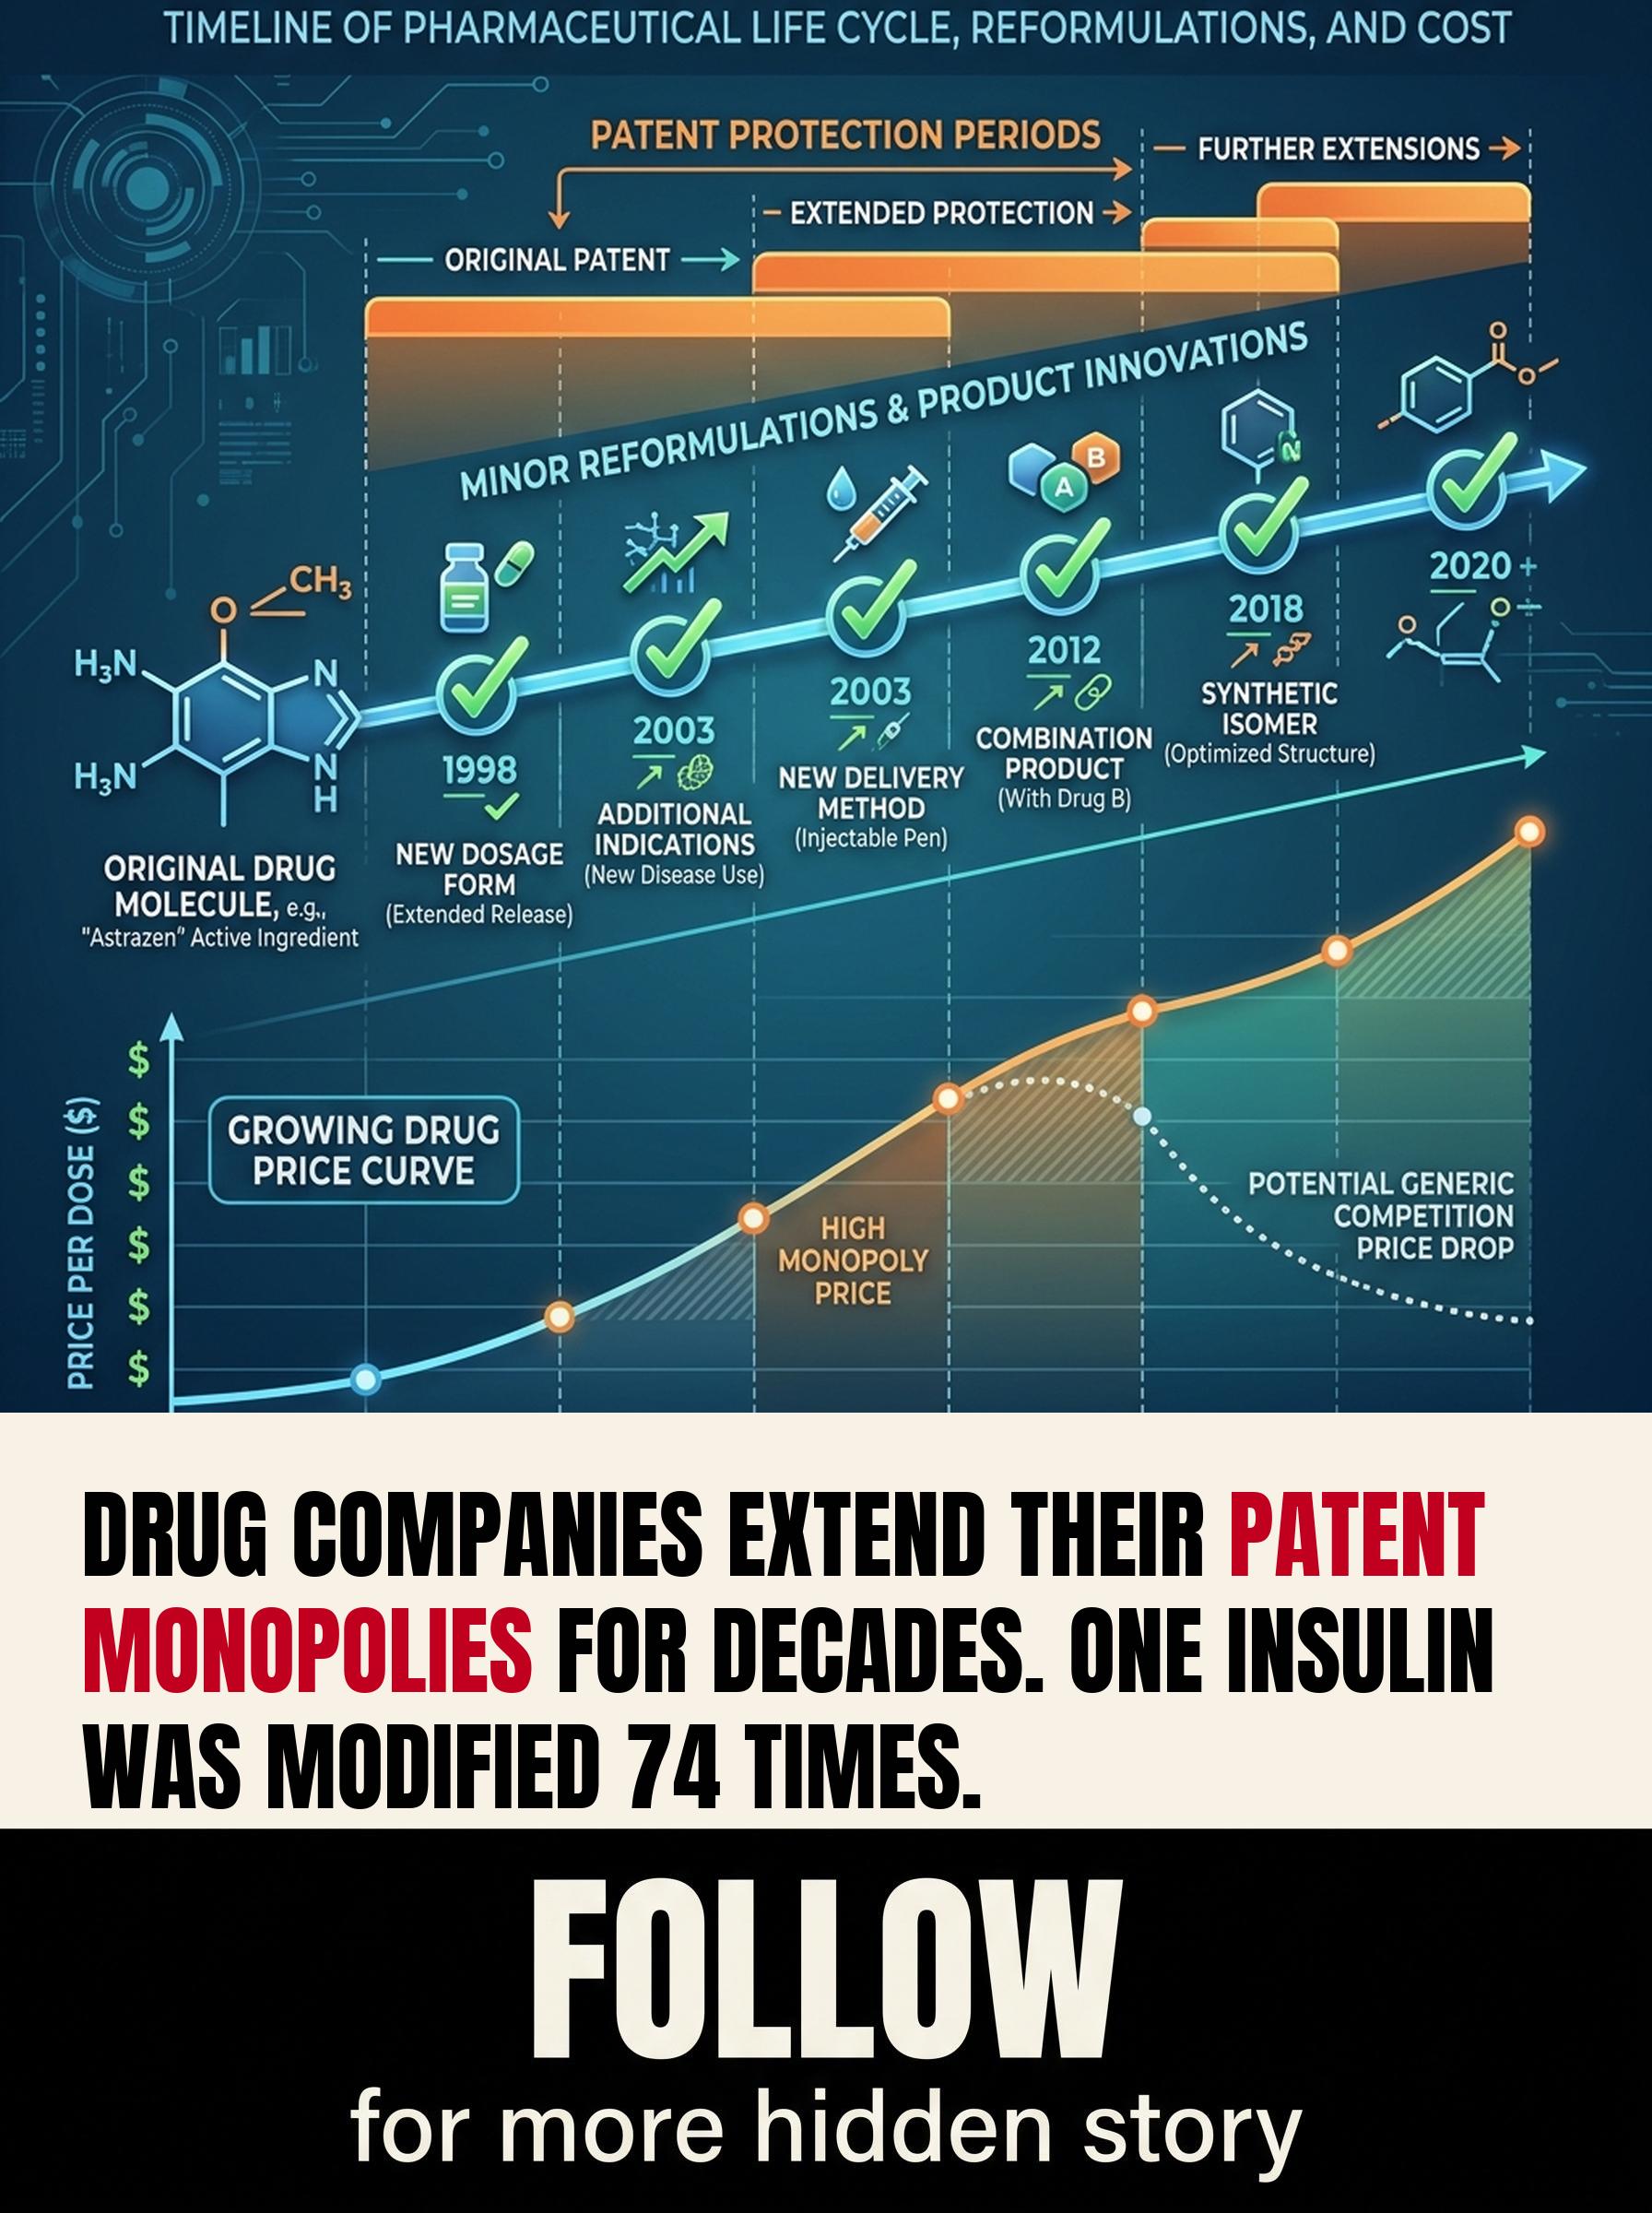 TIMELINE OF PHARMACEUTICAL LIFE CYCLE, REFORMULATIONS, AND COST
PATENT PROTECTION PERIODS
FURTHER EXTENSIONS
EXTENDED PROTECTION
ORIGINAL PATENT
MINOR REFORMULATIONS & PRODUCT INNOVATIONS
B
A
N
O
O
O
CH₃
H₃N
N
H₃N
N
H
ORIGINAL DRUG
MOLECULE, e.g.,
"Astrazen" Active Ingredient
1998
NEW DOSAGE
FORM
(Extended Release)
2003
ADDITIONAL
INDICATIONS
(New Disease Use)
2003
NEW DELIVERY
METHOD
(Injectable Pen)
2012
COMBINATION
PRODUCT
(With Drug B)
2018
SYNTHETIC
ISOMER
(Optimized Structure)
2020 +
O
O
PRICE PER DOSE ($)
$
$
$
$
$
$
GROWING DRUG
PRICE CURVE
HIGH
MONOPOLY
PRICE
POTENTIAL GENERIC
COMPETITION
PRICE DROP
DRUG COMPANIES EXTEND THEIR PATENT
MONOPOLIES FOR DECADES. ONE INSULIN
WAS MODIFIED 74 TIMES.
FOLLOW
for more hidden story